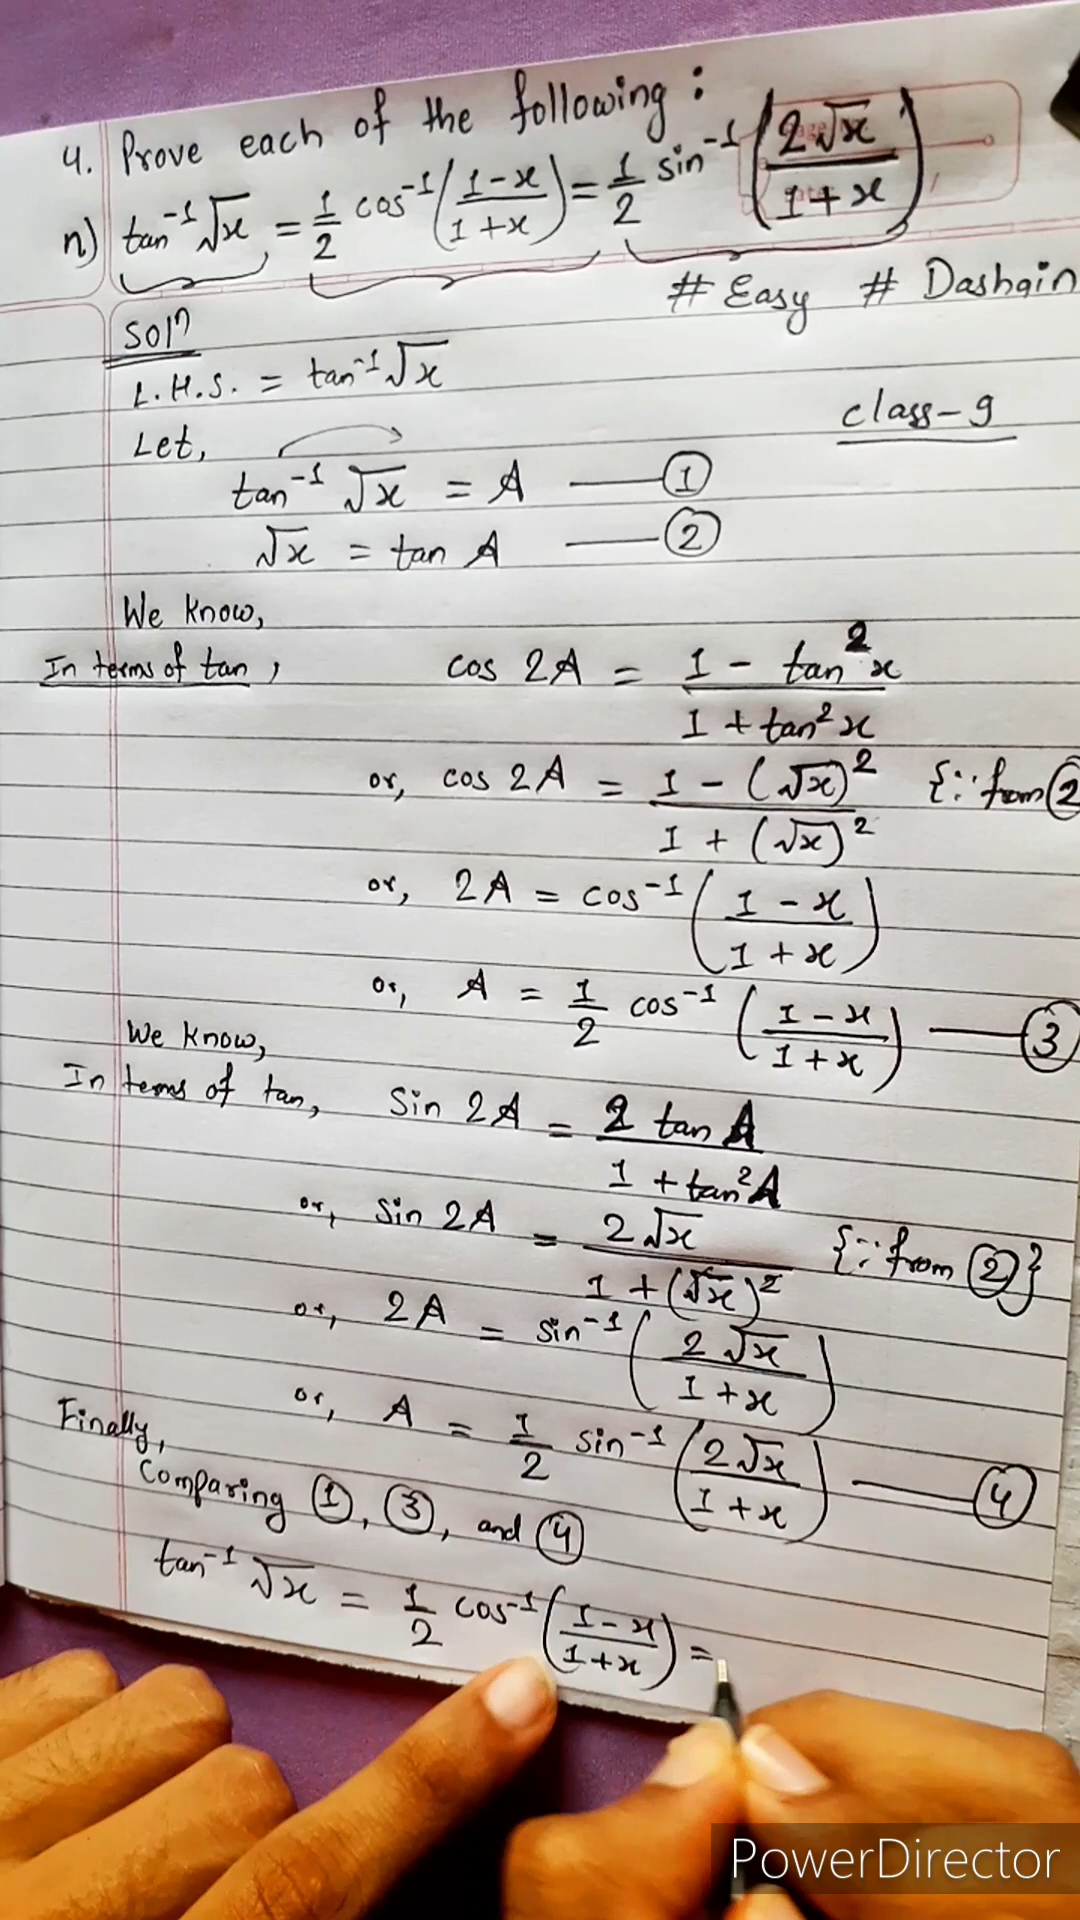 4. Prove each of the following :
n) tan⁻¹√x = 1/2 cos⁻¹((1-x)/(1+x)) = 1/2 sin⁻¹((2√x)/(1+x))
# Easy # Dashain
Solⁿ
L.H.S. = tan⁻¹√x
class-9
Let,
tan⁻¹ √x = A —— ①
√x = tan A —— ②
We know,
In terms of tan, cos 2A = (1 - tan²x)/(1 + tan²x)
or, cos 2A = (1 - (√x)²)/(1 + (√x)²) {∵ from ②
or, 2A = cos⁻¹((1 - x)/(1 + x))
or, A = 1/2 cos⁻¹((1 - x)/(1 + x)) —— ③
We know,
In terms of tan, Sin 2A = (2 tan A)/(1 + tan²A)
or, Sin 2A = (2√x)/(1 + (√x)²) {∵ from ②}
or, 2A = sin⁻¹((2√x)/(1 + x))
or, A = 1/2 sin⁻¹((2√x)/(1 + x)) —— ④
Finally,
Comparing ①, ③, and ④
tan⁻¹ √x = 1/2 cos⁻¹((1-x)/(1+x)) =
PowerDirector